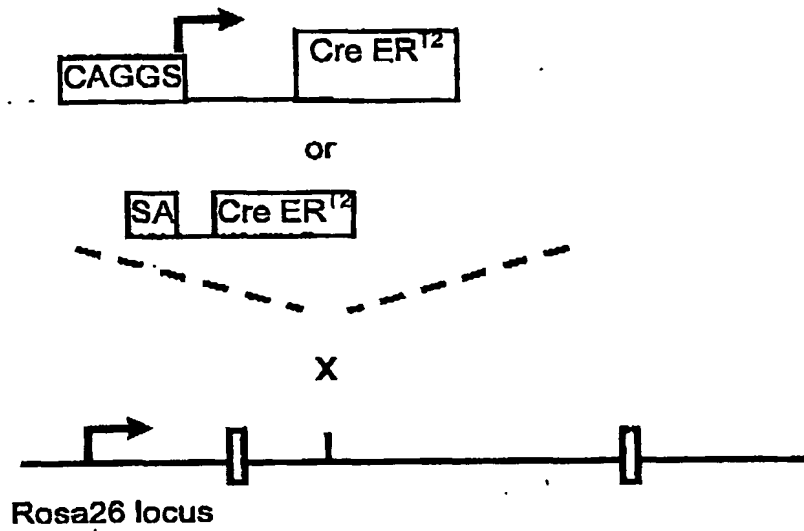 CAGGS
Cre ER^T2
or
SA
Cre ER^T2
X
Rosa26 locus